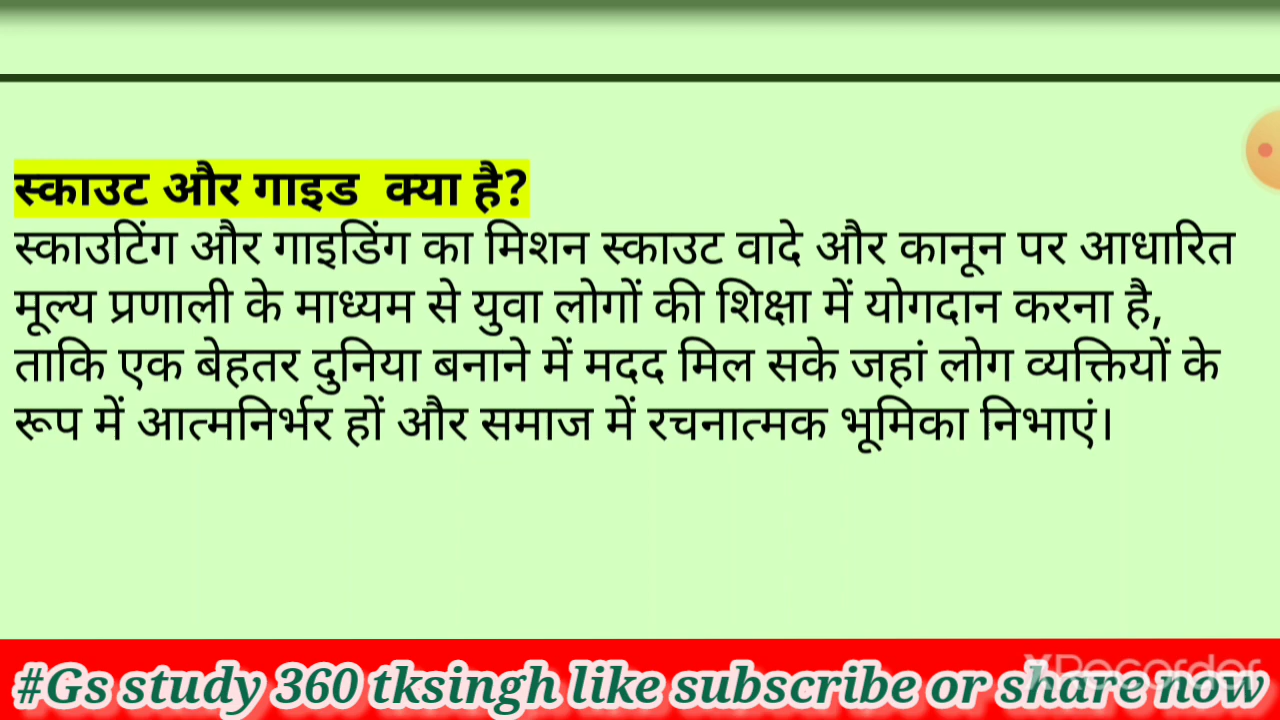 स्काउट और गाइड  क्या है?
स्काउटिंग और गाइडिंग का मिशन स्काउट वादे और कानून पर आधारित
मूल्य प्रणाली के माध्यम से युवा लोगों की शिक्षा में योगदान करना है,
ताकि एक बेहतर दुनिया बनाने में मदद मिल सके जहां लोग व्यक्तियों के
रूप में आत्मनिर्भर हों और समाज में रचनात्मक भूमिका निभाएं।
#Gs study 360 tksingh like subscribe or share now
XRecorder